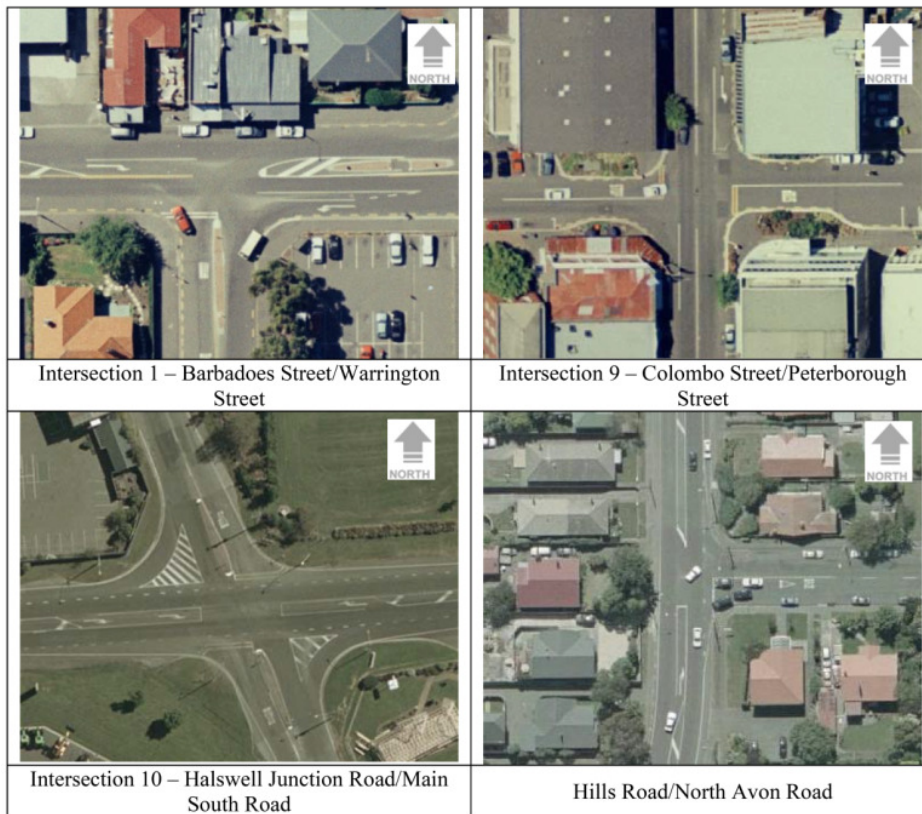 NORTH
NORTH
Intersection 1 – Barbadoes Street/Warrington
Street
Intersection 9 – Colombo Street/Peterborough
Street
NORTH
NORTH
Intersection 10 – Halswell Junction Road/Main
South Road
Hills Road/North Avon Road